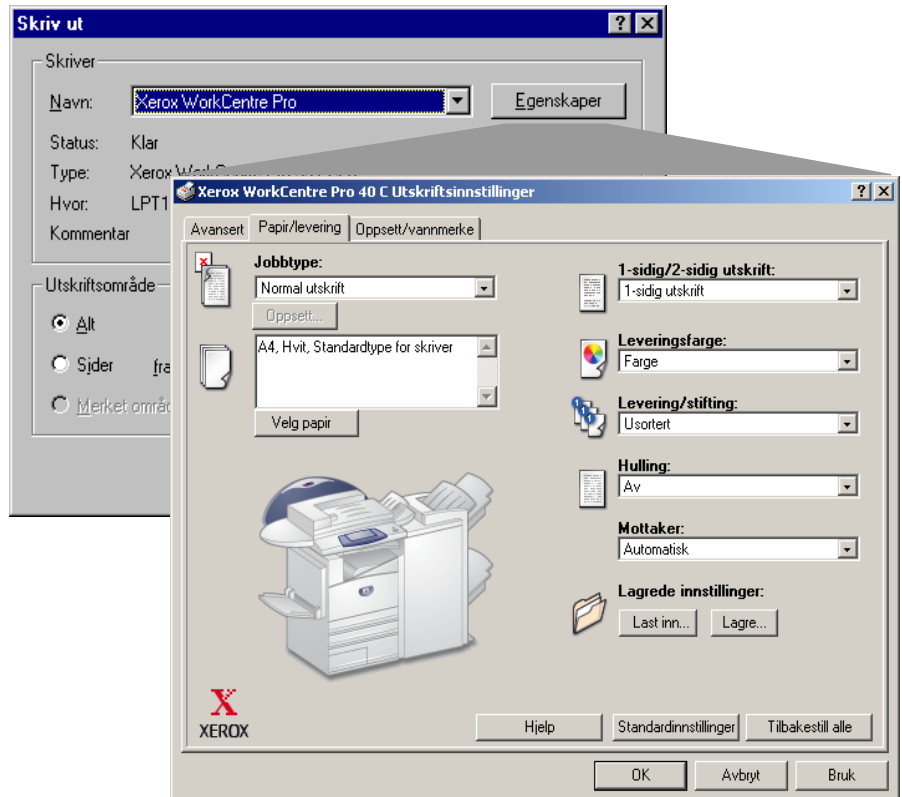 Skriv ut
Skriver
Navn:
Xerox WorkCentre Pro
Egenskaper
Status:
Klar
Type:
Xerox
Hvor:
LPT1
Kommentar
Utskriftsområde
Alt
Sider
fra
Merket områd
Xerox WorkCentre Pro 40 C Utskriftsinnstillinger
Avansert
Papir/levering
Oppsett/vannmerke
Jobbtype:
Normal utskrift
Oppsett...
A4, Hvit, Standardtype for skriver
Velg papir
1-sidig/2-sidig utskrift:
1-sidig utskrift
Leveringsfarge:
Farge
Levering/stifting:
Usortert
Hulling:
Av
Mottaker:
Automatisk
Lagrede innstillinger:
Last inn...
Lagre...
X
XEROX
Hjelp
Standardinnstillinger
Tilbakestill alle
OK
Avbryt
Bruk